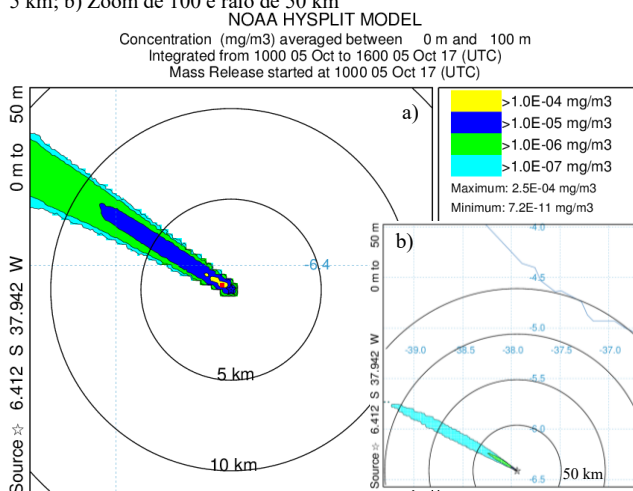 5 km; b) Zoom de 100 e raio de 50 km
NOAA HYSPLIT MODEL
Concentration (mg/m3) averaged between 0 m and 100 m
Integrated from 1000 05 Oct to 1600 05 Oct 17 (UTC)
Mass Release started at 1000 05 Oct 17 (UTC)
a)
Source ☆ 6.412 S 37.942 W 0 m to 50 m
-6.4
5 km
10 km
>1.0E-04 mg/m3
>1.0E-05 mg/m3
>1.0E-06 mg/m3
>1.0E-07 mg/m3
Maximum: 2.5E-04 mg/m3
Minimum: 7.2E-11 mg/m3
b)
Source ☆ 6.412 S 37.942 W 0 m to 50 m
-4.0
-4.5
-5.0
-39.0 -38.5 -38.0 -37.5 -37.0
-5.5
-6.0
-6.5
50 km